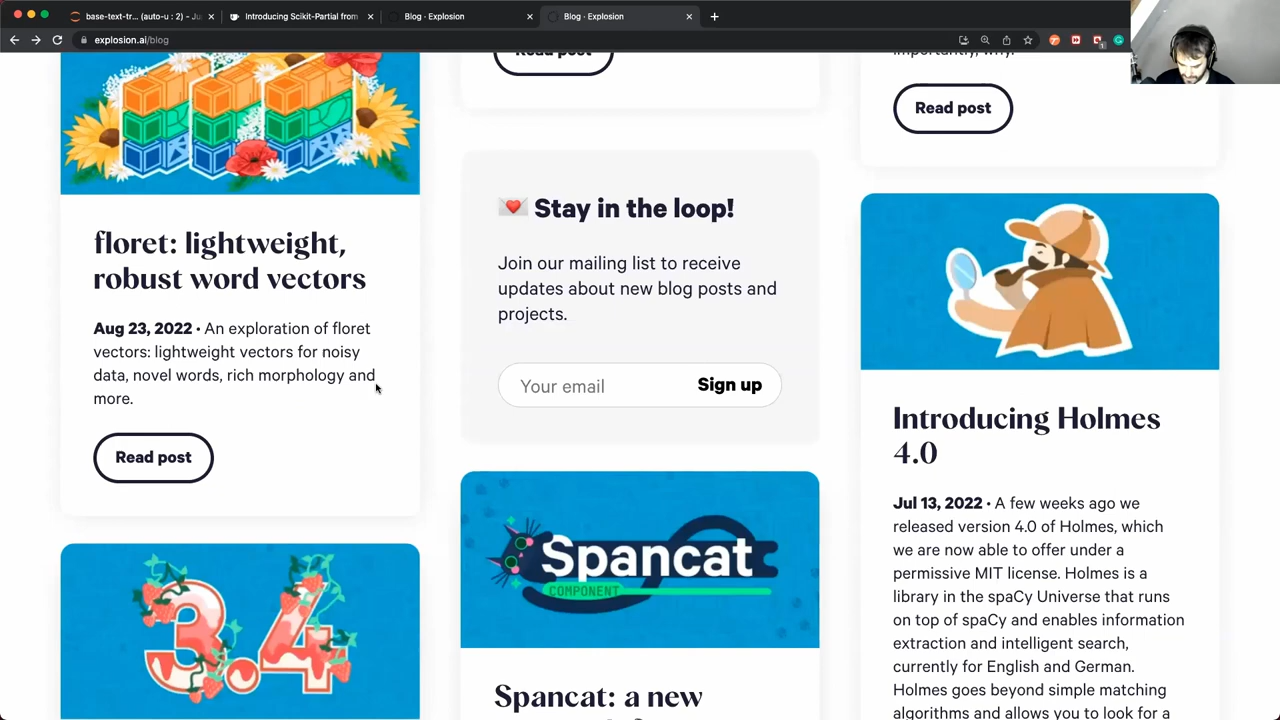 base-text-tr... (auto-u : 2) - Ju
Introducing Scikit-Partial from
Blog · Explosion
Blog · Explosion
explosion.ai/blog
Read post
Read post
floret: lightweight,
robust word vectors
Aug 23, 2022 · An exploration of floret
vectors: lightweight vectors for noisy
data, novel words, rich morphology and
more.
Read post
3.4
💌 Stay in the loop!
Join our mailing list to receive
updates about new blog posts and
projects.
Your email
Sign up
Spancat
COMPONENT
Spancat: a new
Introducing Holmes
4.0
Jul 13, 2022 · A few weeks ago we
released version 4.0 of Holmes, which
we are now able to offer under a
permissive MIT license. Holmes is a
library in the spaCy Universe that runs
on top of spaCy and enables information
extraction and intelligent search,
currently for English and German.
Holmes goes beyond simple matching
algorithms and allows you to look for a